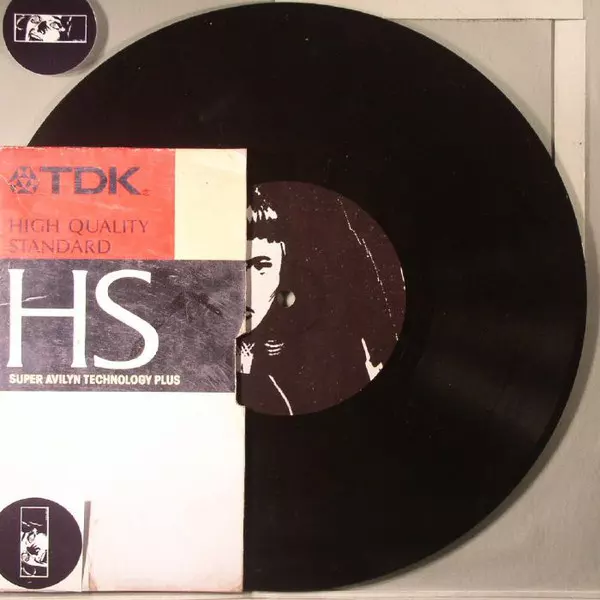 TDK
HIGH QUALITY
STANDARD
HS
SUPER AVILYN TECHNOLOGY PLUS